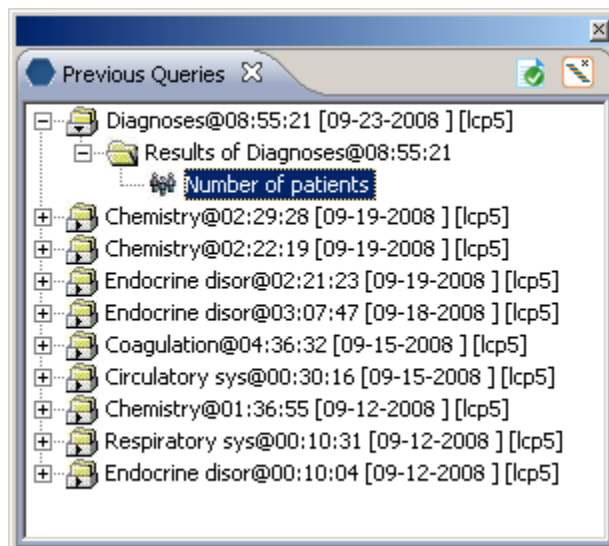 Previous Queries
Diagnoses@08:55:21 [09-23-2008 ] [lcp5]
Results of Diagnoses@08:55:21
Number of patients
Chemistry@02:29:28 [09-19-2008 ] [lcp5]
Chemistry@02:22:19 [09-19-2008 ] [lcp5]
Endocrine disor@02:21:23 [09-19-2008 ] [lcp5]
Endocrine disor@03:07:47 [09-18-2008 ] [lcp5]
Coagulation@04:36:32 [09-15-2008 ] [lcp5]
Circulatory sys@00:30:16 [09-15-2008 ] [lcp5]
Chemistry@01:36:55 [09-12-2008 ] [lcp5]
Respiratory sys@00:10:31 [09-12-2008 ] [lcp5]
Endocrine disor@00:10:04 [09-12-2008 ] [lcp5]